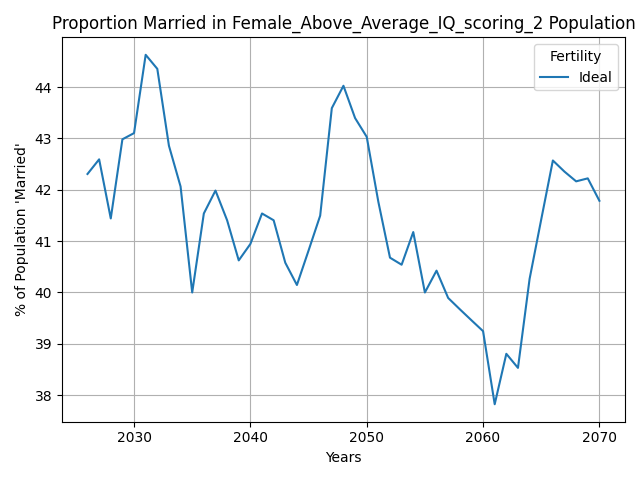 Proportion Married in Female_Above_Average_IQ_scoring_2 Population
Fertility
Ideal
% of Population 'Married'
44
43
42
41
40
39
38
2030 2040 2050 2060 2070
Years